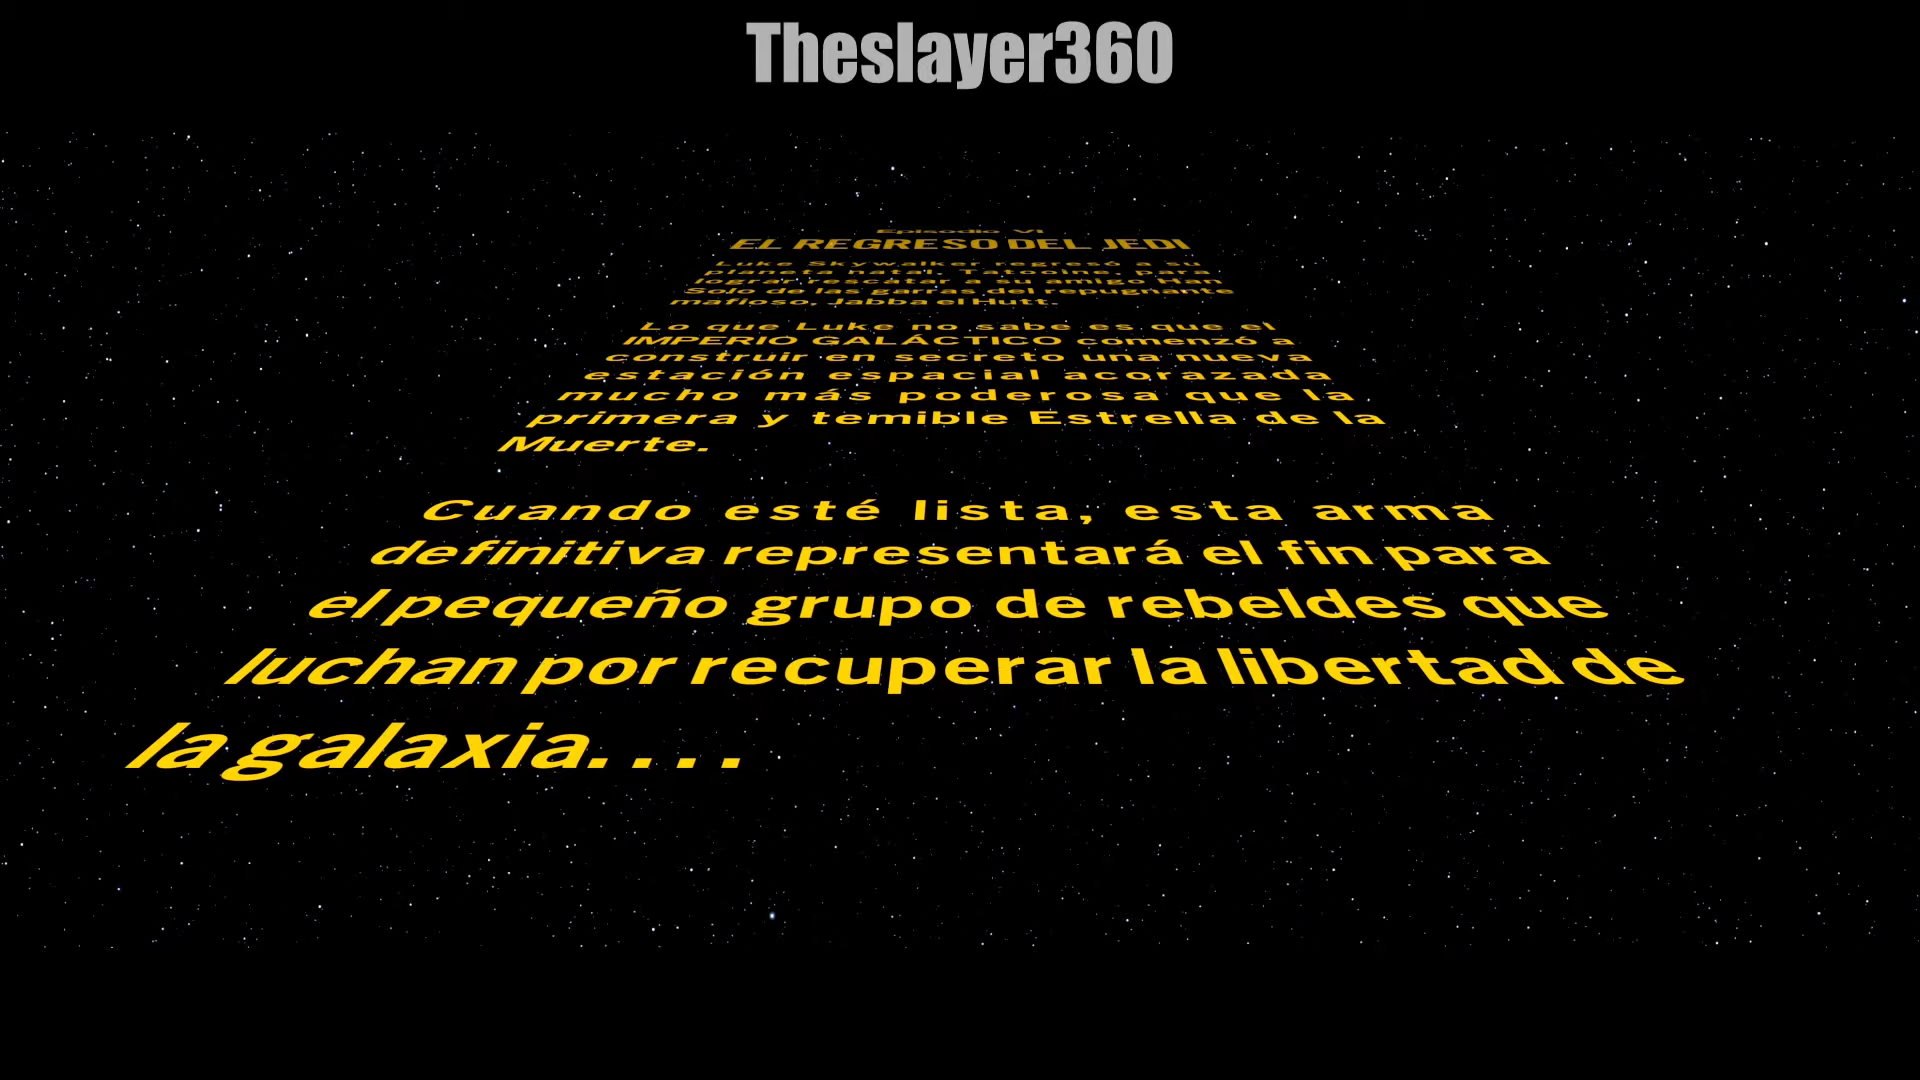 Theslayer360
Episodio VI
EL REGRESO DEL JEDI
Luke Skywalker regresó a su
planeta natal, Tatooine, para
lograr rescatar a su amigo Han
Solo de las garras del repugnante
mafioso, Jabba el Hutt.
Lo que Luke no sabe es que el
IMPERIO GALÁCTICO comenzó a
construir en secreto una nueva
estación espacial acorazada
mucho más poderosa que la
primera y temible Estrella de la
Muerte.
Cuando esté lista, esta arma
definitiva representará el fin para
el pequeño grupo de rebeldes que
luchan por recuperar la libertad de
la galaxia. . . .